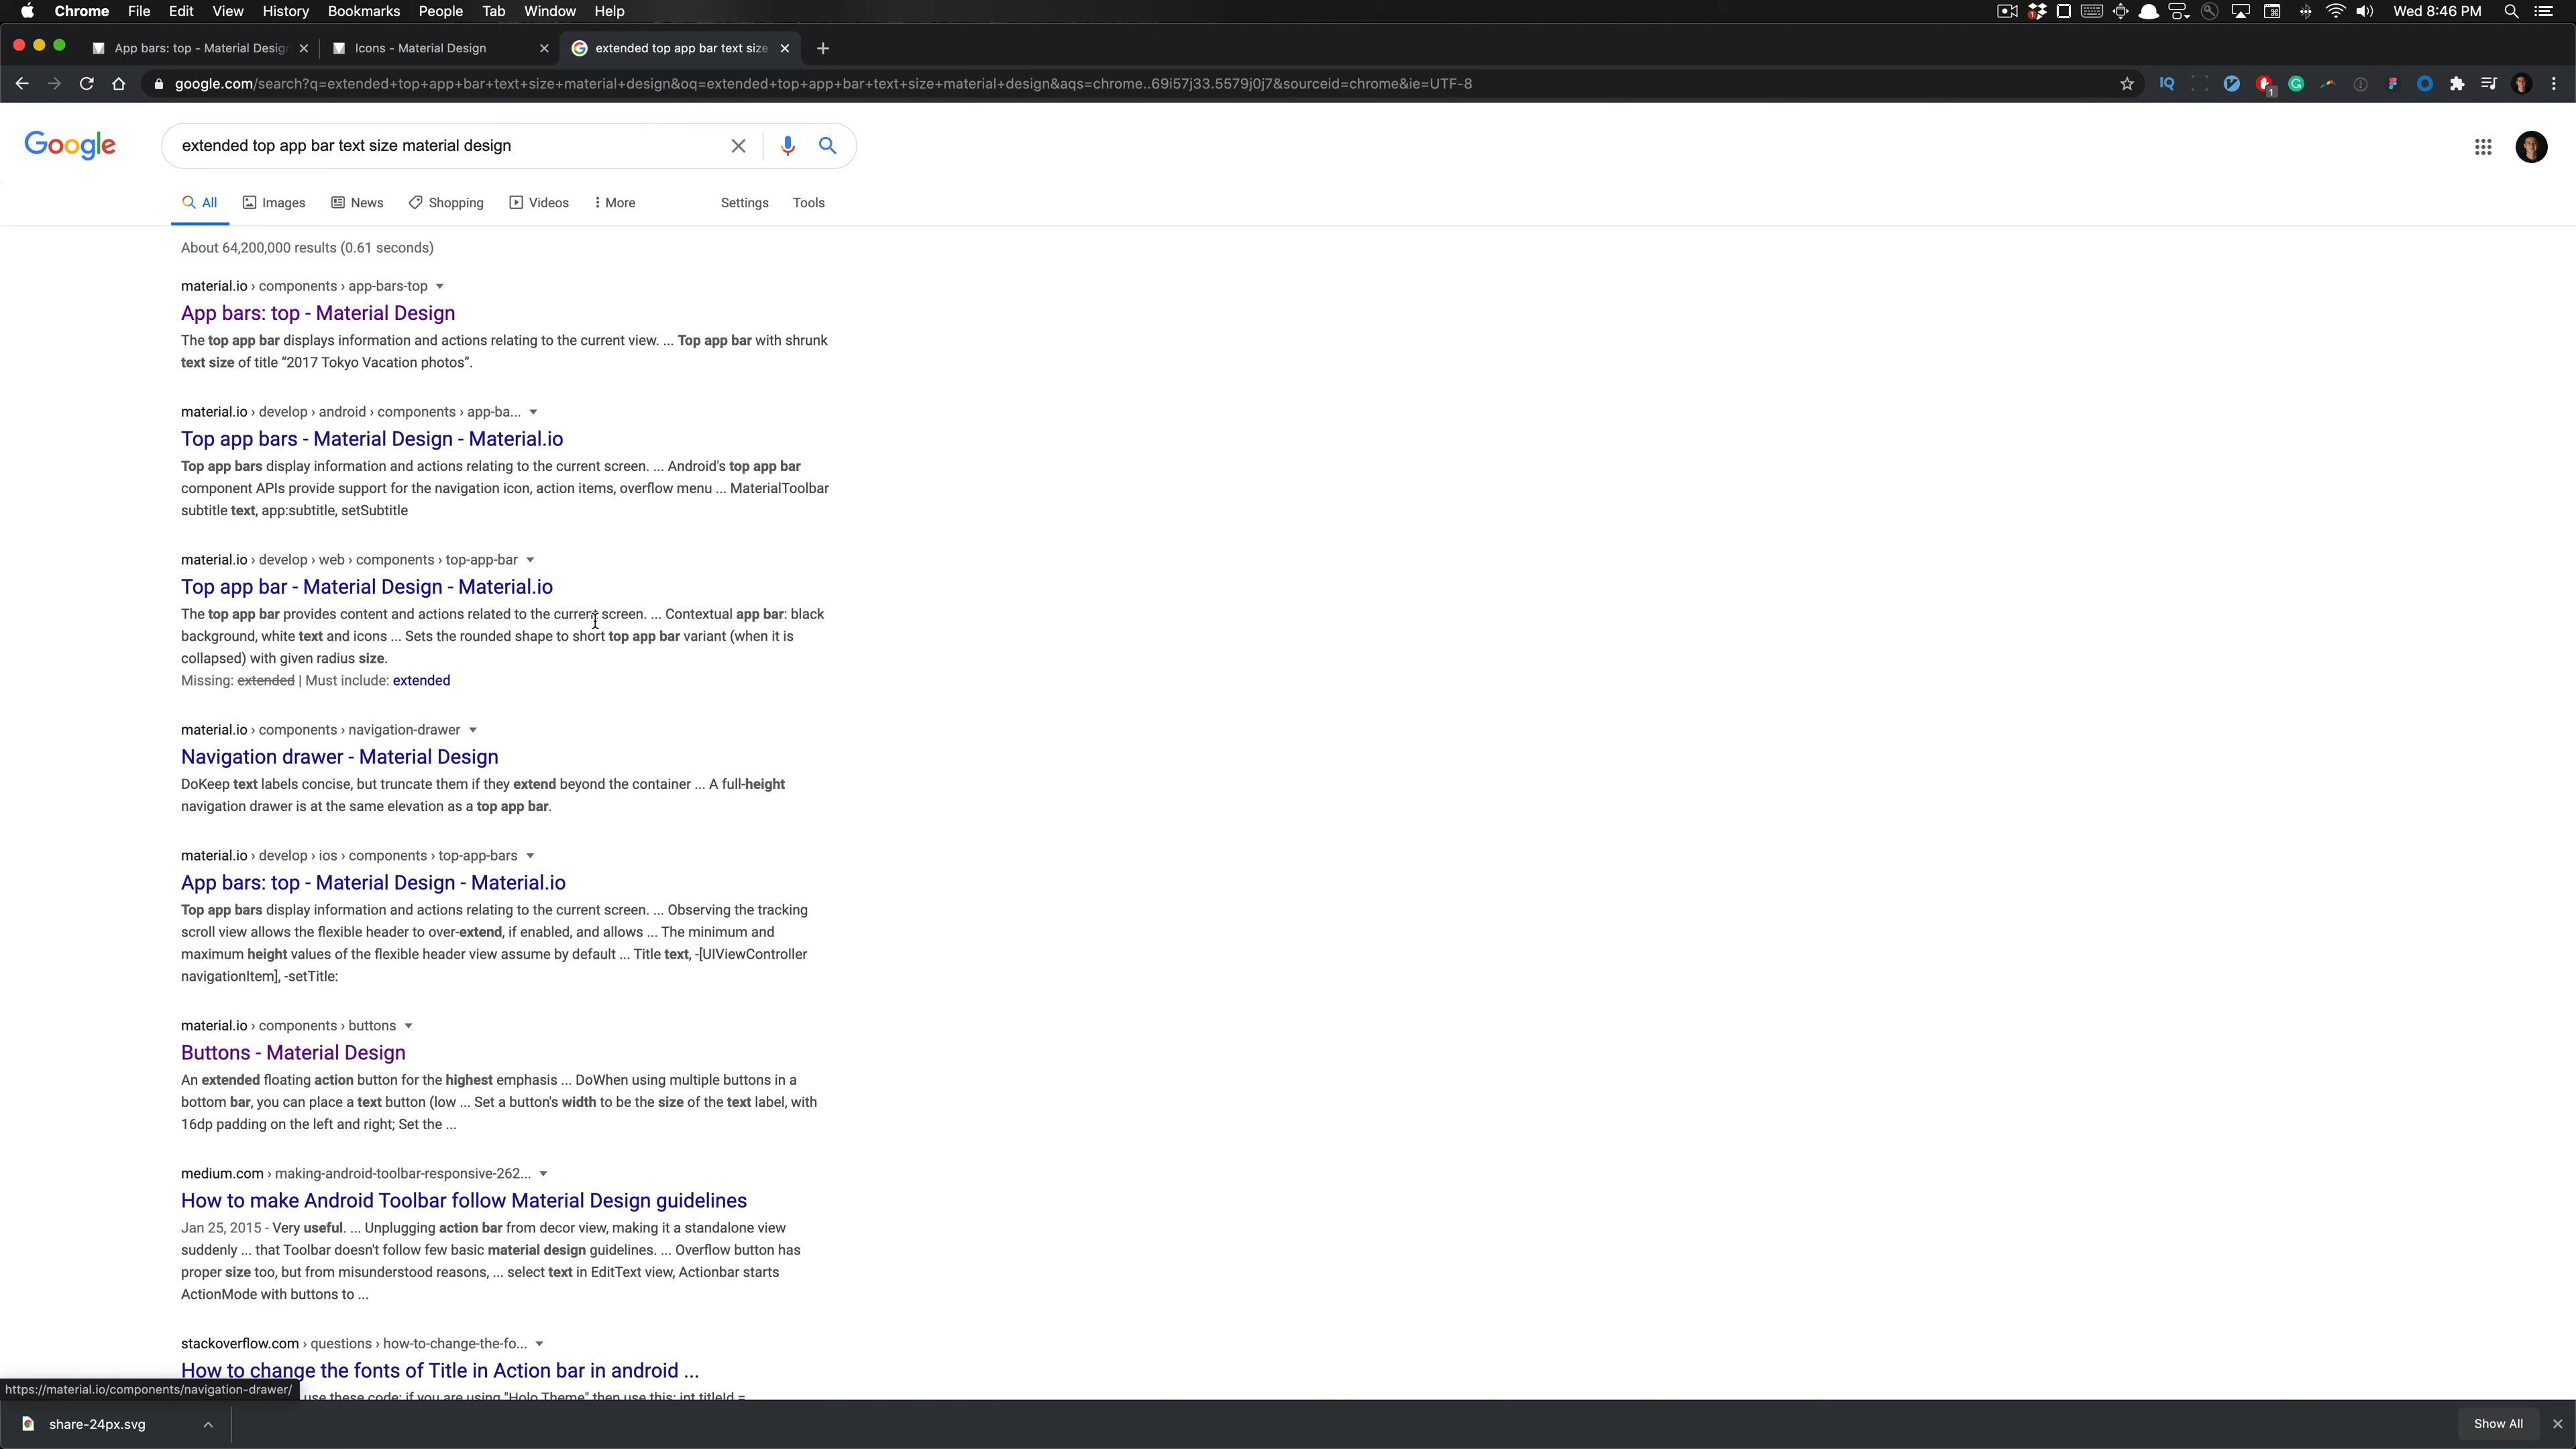 Chrome File Edit View History Bookmarks People Tab Window Help
Wed 8:46 PM
App bars: top - Material Design
Icons - Material Design
extended top app bar text size
google.com/search?q=extended+top+app+bar+text+size+material+design&oq=extended+top+app+bar+text+size+material+design&aqs=chrome..69i57j33.5579j0j7&sourceid=chrome&ie=UTF-8
IQ
1
Google
extended top app bar text size material design
All Images News Shopping Videos More Settings Tools
About 64,200,000 results (0.61 seconds)
material.io › components › app-bars-top
App bars: top - Material Design
The top app bar displays information and actions relating to the current view. ... Top app bar with shrunk
text size of title “2017 Tokyo Vacation photos”.
material.io › develop › android › components › app-ba...
Top app bars - Material Design - Material.io
Top app bars display information and actions relating to the current screen. ... Android's top app bar
component APIs provide support for the navigation icon, action items, overflow menu ... MaterialToolbar
subtitle text, app:subtitle, setSubtitle
material.io › develop › web › components › top-app-bar
Top app bar - Material Design - Material.io
The top app bar provides content and actions related to the current screen. ... Contextual app bar: black
background, white text and icons ... Sets the rounded shape to short top app bar variant (when it is
collapsed) with given radius size.
Missing: extended | Must include: extended
material.io › components › navigation-drawer
Navigation drawer - Material Design
DoKeep text labels concise, but truncate them if they extend beyond the container ... A full-height
navigation drawer is at the same elevation as a top app bar.
material.io › develop › ios › components › top-app-bars
App bars: top - Material Design - Material.io
Top app bars display information and actions relating to the current screen. ... Observing the tracking
scroll view allows the flexible header to over-extend, if enabled, and allows ... The minimum and
maximum height values of the flexible header view assume by default ... Title text, -[UIViewController
navigationItem], -setTitle:
material.io › components › buttons
Buttons - Material Design
An extended floating action button for the highest emphasis ... DoWhen using multiple buttons in a
bottom bar, you can place a text button (low ... Set a button's width to be the size of the text label, with
16dp padding on the left and right; Set the ...
medium.com › making-android-toolbar-responsive-262...
How to make Android Toolbar follow Material Design guidelines
Jan 25, 2015 - Very useful. ... Unplugging action bar from decor view, making it a standalone view
suddenly ... that Toolbar doesn't follow few basic material design guidelines. ... Overflow button has
proper size too, but from misunderstood reasons, ... select text in EditText view, Actionbar starts
ActionMode with buttons to ...
stackoverflow.com › questions › how-to-change-the-fo...
How to change the fonts of Title in Action bar in android ...
use these code: if you are using "Holo Theme" then use this: int titleId =
https://material.io/components/navigation-drawer/
share-24px.svg
Show All